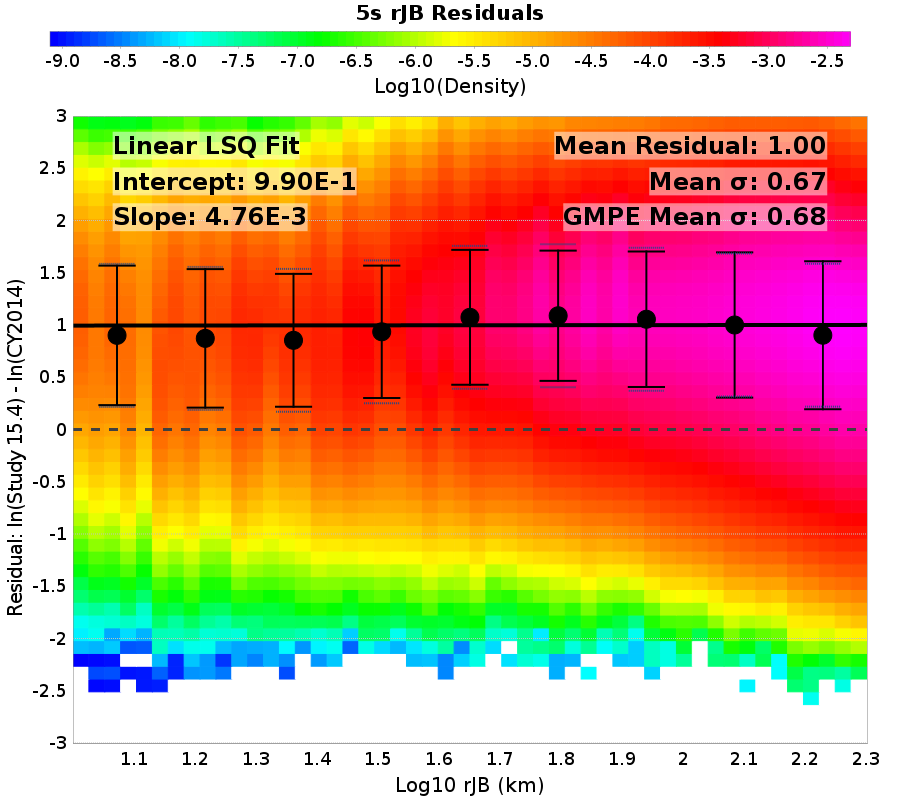 5s rJB Residuals
-9.0 -8.5 -8.0 -7.5 -7.0 -6.5 -6.0 -5.5 -5.0 -4.5 -4.0 -3.5 -3.0 -2.5
Log10(Density)
Linear LSQ Fit
Intercept: 9.90E-1
Slope: 4.76E-3
Mean Residual: 1.00
Mean σ: 0.67
GMPE Mean σ: 0.68
Residual: ln(Study 15.4) - ln(CY2014)
3
2.5
2
1.5
1
0.5
0
-0.5
-1
-1.5
-2
-2.5
-3
1.1 1.2 1.3 1.4 1.5 1.6 1.7 1.8 1.9 2 2.1 2.2 2.3
Log10 rJB (km)